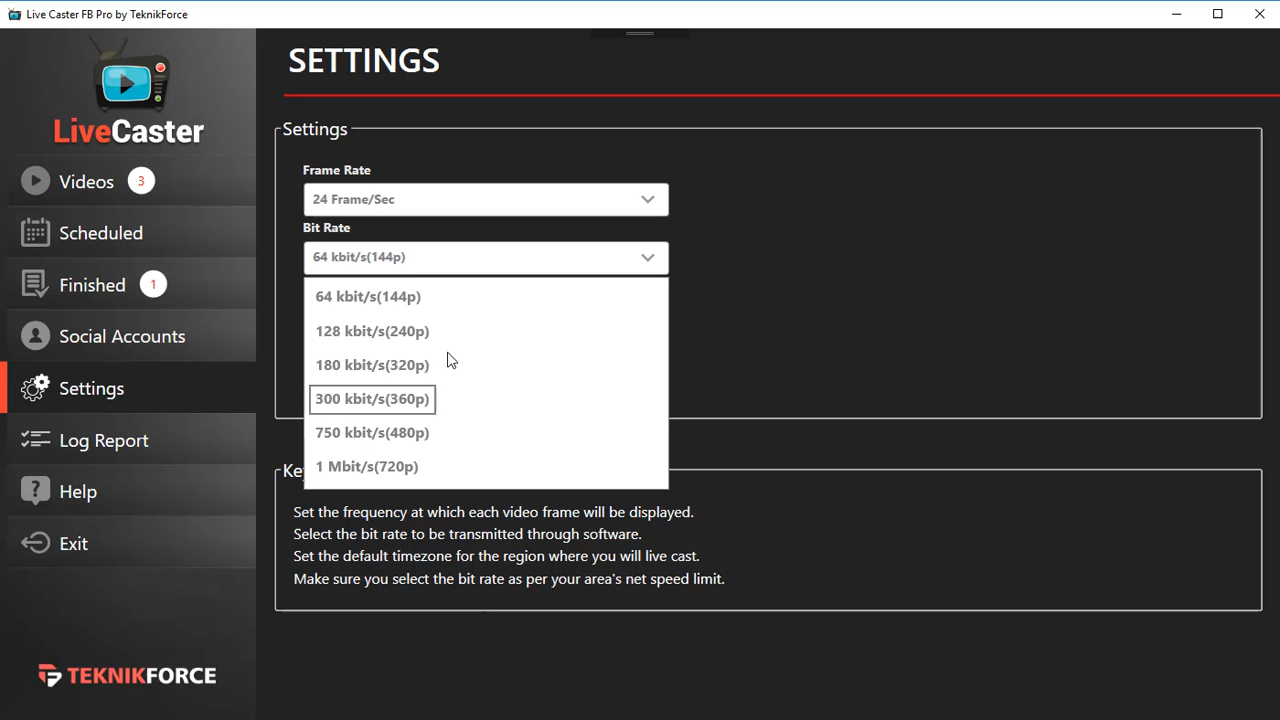 Live Caster FB Pro by TeknikForce
LiveCaster
Videos 3
Scheduled
Finished 1
Social Accounts
Settings
Log Report
Help
Exit
TEKNIKFORCE
SETTINGS
Settings
Frame Rate
24 Frame/Sec
Bit Rate
64 kbit/s(144p)
64 kbit/s(144p)
128 kbit/s(240p)
180 kbit/s(320p)
300 kbit/s(360p)
750 kbit/s(480p)
1 Mbit/s(720p)
Set the frequency at which each video frame will be displayed.
Select the bit rate to be transmitted through software.
Set the default timezone for the region where you will live cast.
Make sure you select the bit rate as per your area's net speed limit.